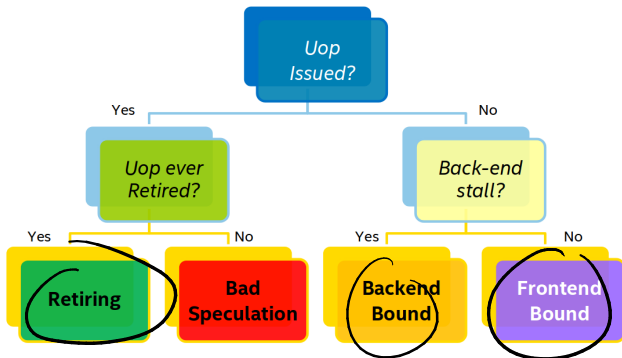 Uop
Issued?
Yes
No
Uop ever
Retired?
Back-end
stall?
Yes
No
Yes
No
Retiring
Bad
Speculation
Backend
Bound
Frontend
Bound